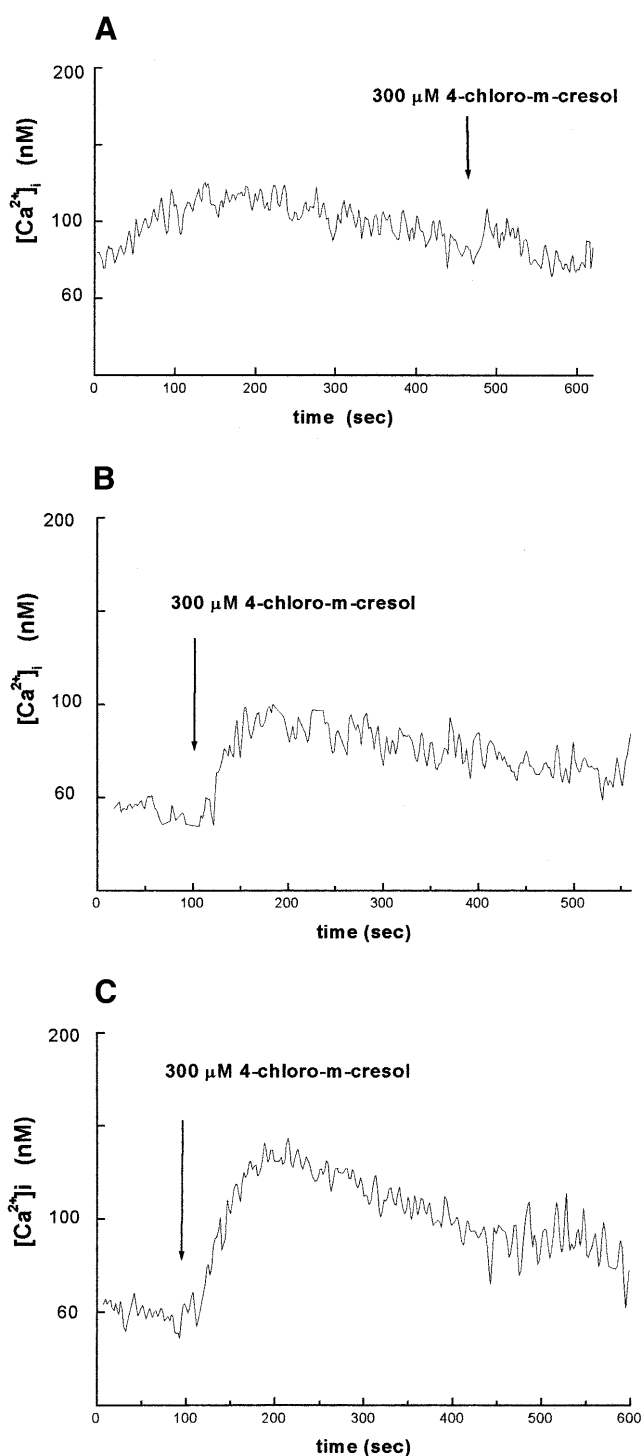 A
200
300 μM 4-chloro-m-cresol
[Ca²⁺]ᵢ (nM)
100
60
0 100 200 300 400 500 600
time (sec)
B
200
300 μM 4-chloro-m-cresol
[Ca²⁺]ᵢ (nM)
100
60
0 100 200 300 400 500
time (sec)
C
200
300 μM 4-chloro-m-cresol
[Ca²⁺]i (nM)
100
60
0 100 200 300 400 500 600
time (sec)